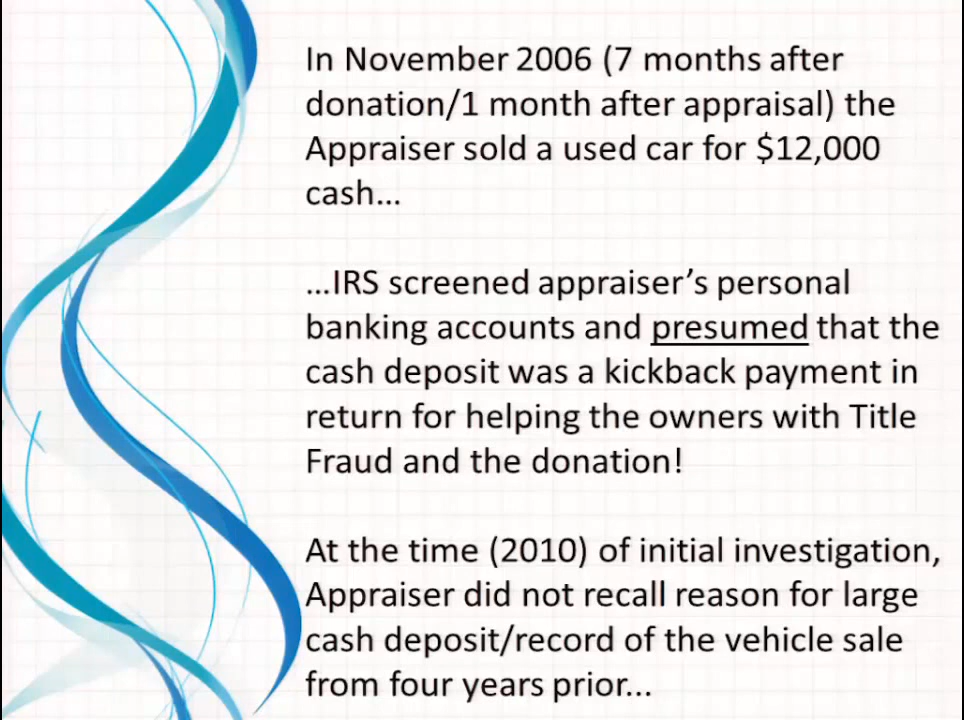 In November 2006 (7 months after
donation/1 month after appraisal) the
Appraiser sold a used car for $12,000
cash...
...IRS screened appraiser’s personal
banking accounts and presumed that the
cash deposit was a kickback payment in
return for helping the owners with Title
Fraud and the donation!
At the time (2010) of initial investigation,
Appraiser did not recall reason for large
cash deposit/record of the vehicle sale
from four years prior...